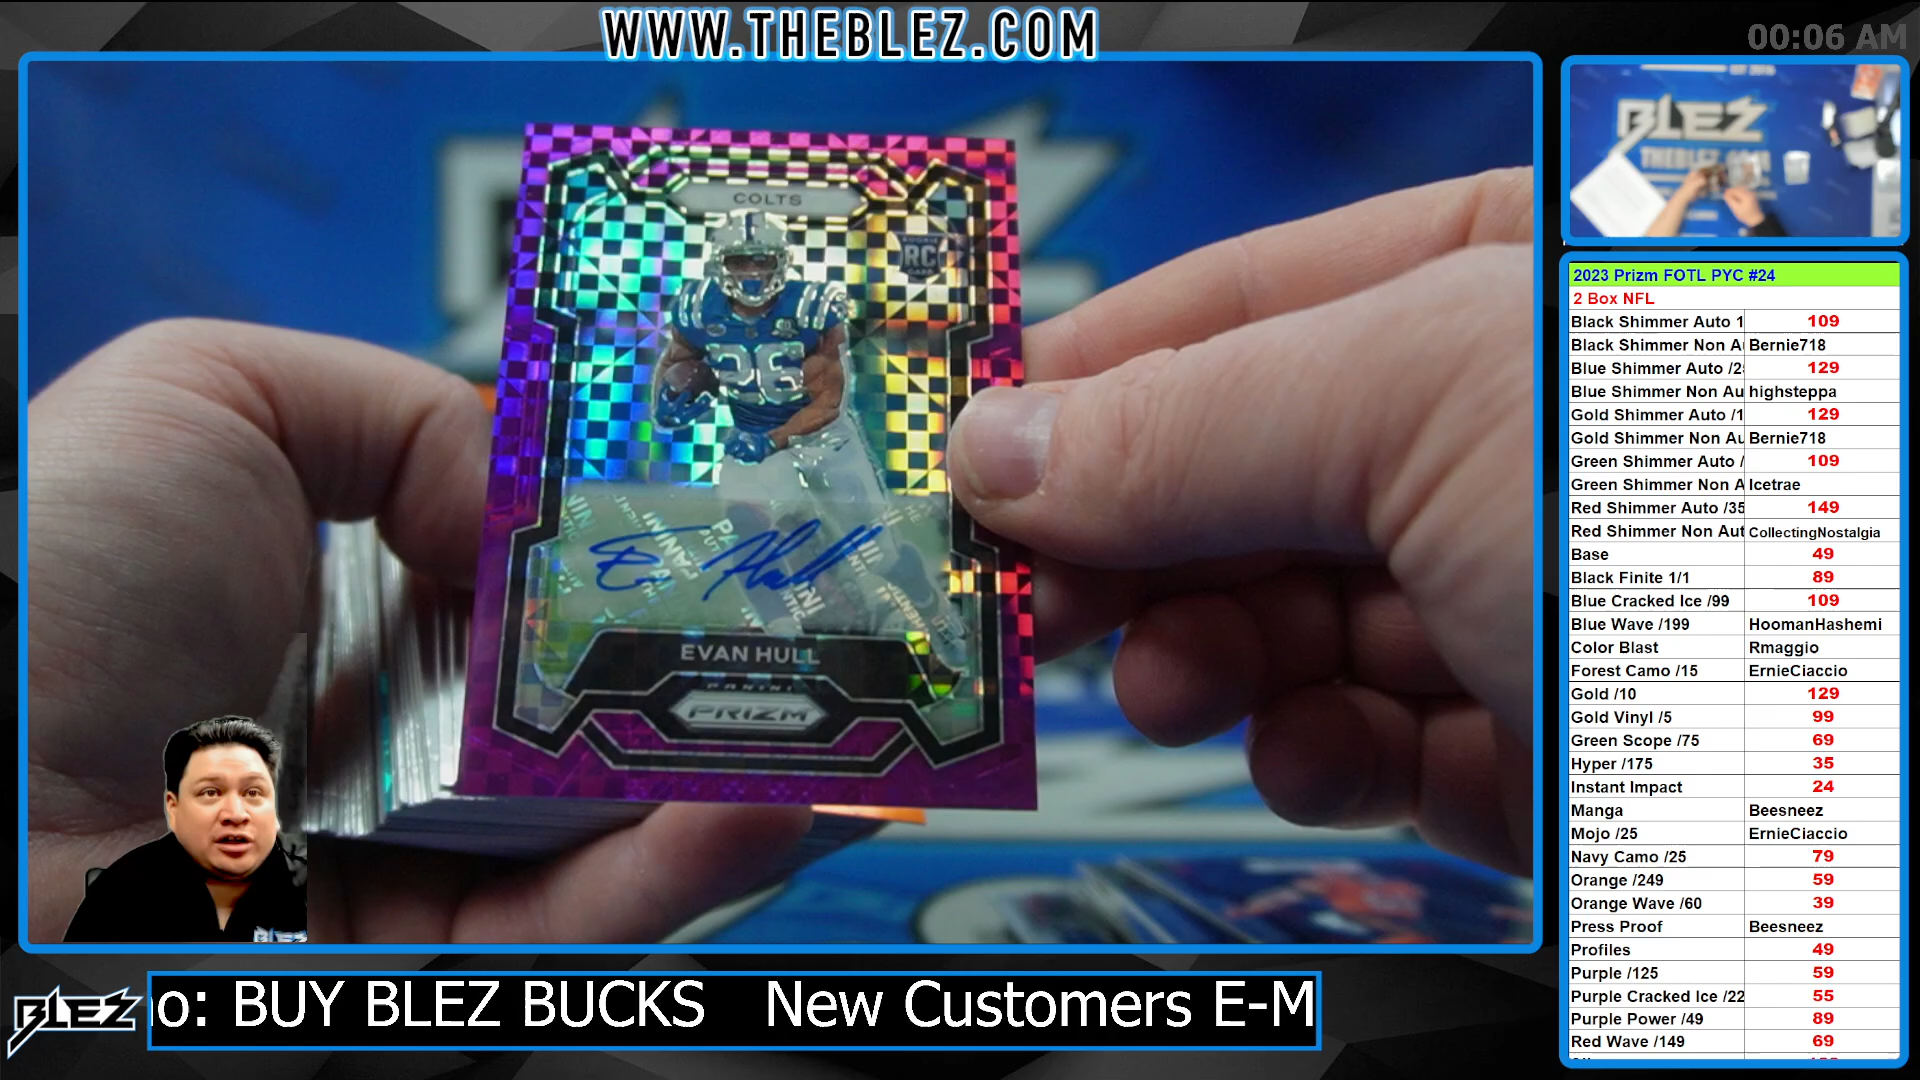 WWW.THEBLEZ.COM
00:06 AM
COLTS
ROOKIE
RC
CARD
26
EVAN HULL
PANINI
PRIZM
BLEZ
BLEZ
BLEZ
o: BUY BLEZ BUCKS New Customers E-M
2023 Prizm FOTL PYC #24
2 Box NFL
Black Shimmer Auto 1 109
Black Shimmer Non A Bernie718
Blue Shimmer Auto /2 129
Blue Shimmer Non Au highsteppa
Gold Shimmer Auto /1 129
Gold Shimmer Non Au Bernie718
Green Shimmer Auto / 109
Green Shimmer Non A Icetrae
Red Shimmer Auto /35 149
Red Shimmer Non Aut CollectingNostalgia
Base 49
Black Finite 1/1 89
Blue Cracked Ice /99 109
Blue Wave /199 HoomanHashemi
Color Blast Rmaggio
Forest Camo /15 ErnieCiaccio
Gold /10 129
Gold Vinyl /5 99
Green Scope /75 69
Hyper /175 35
Instant Impact 24
Manga Beesneez
Mojo /25 ErnieCiaccio
Navy Camo /25 79
Orange /249 59
Orange Wave /60 39
Press Proof Beesneez
Profiles 49
Purple /125 59
Purple Cracked Ice /22 55
Purple Power /49 89
Red Wave /149 69